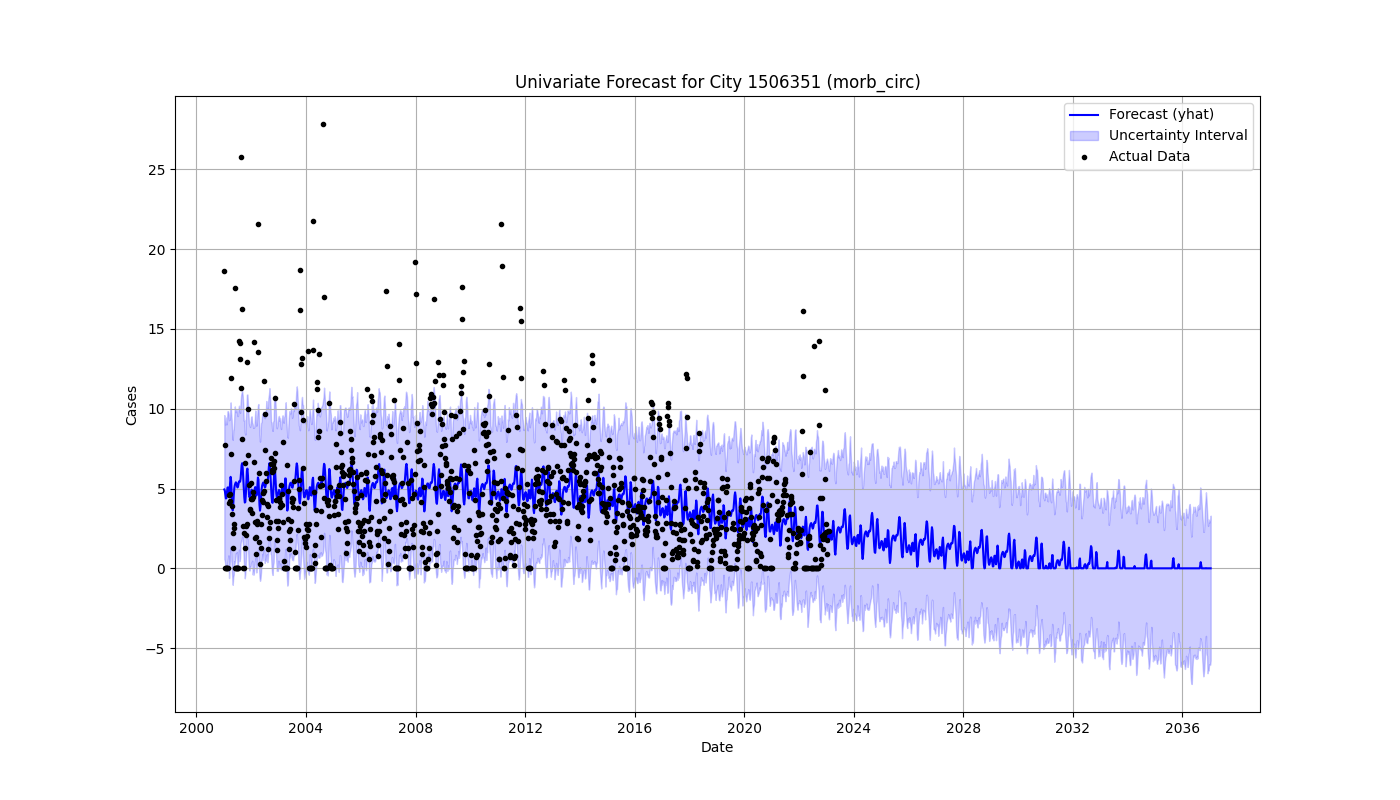 Univariate Forecast for City 1506351 (morb_circ)
Forecast (yhat)
Uncertainty Interval
Actual Data
Cases
25
20
15
10
5
0
−5
2000 2004 2008 2012 2016 2020 2024 2028 2032 2036
Date